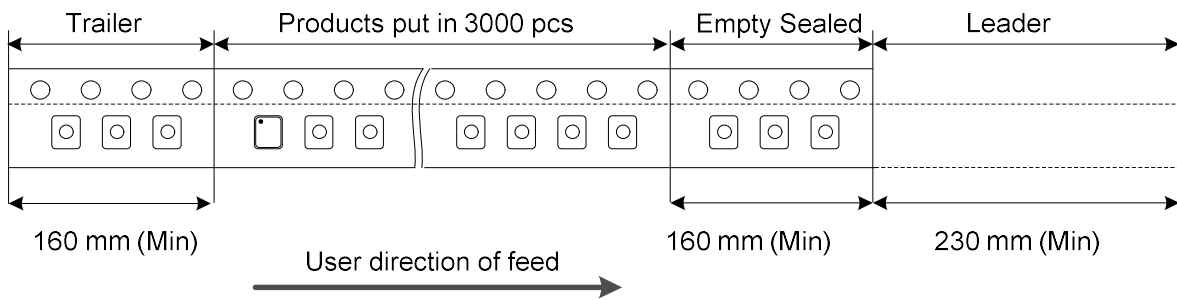 Trailer
Products put in 3000 pcs
Empty Sealed
Leader
160 mm (Min)
160 mm (Min)
230 mm (Min)
User direction of feed